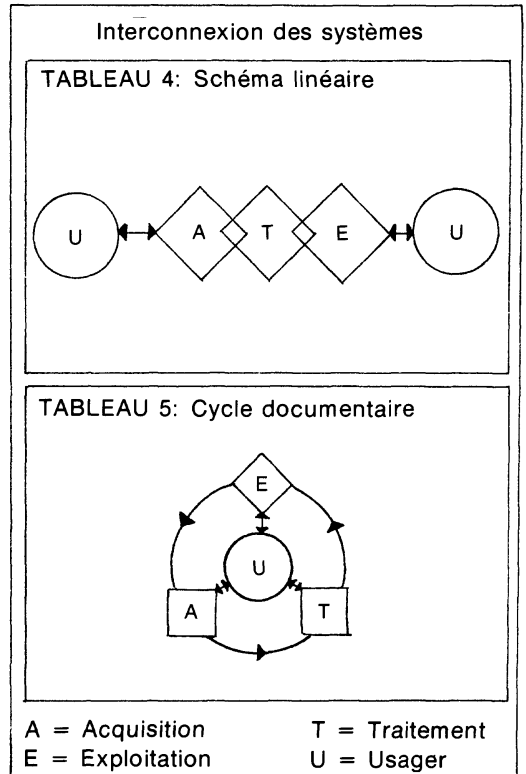 Interconnexion des systèmes
TABLEAU 4: Schéma linéaire
U A T E U
TABLEAU 5: Cycle documentaire
E
U
A T
A = Acquisition T = Traitement
E = Exploitation U = Usager